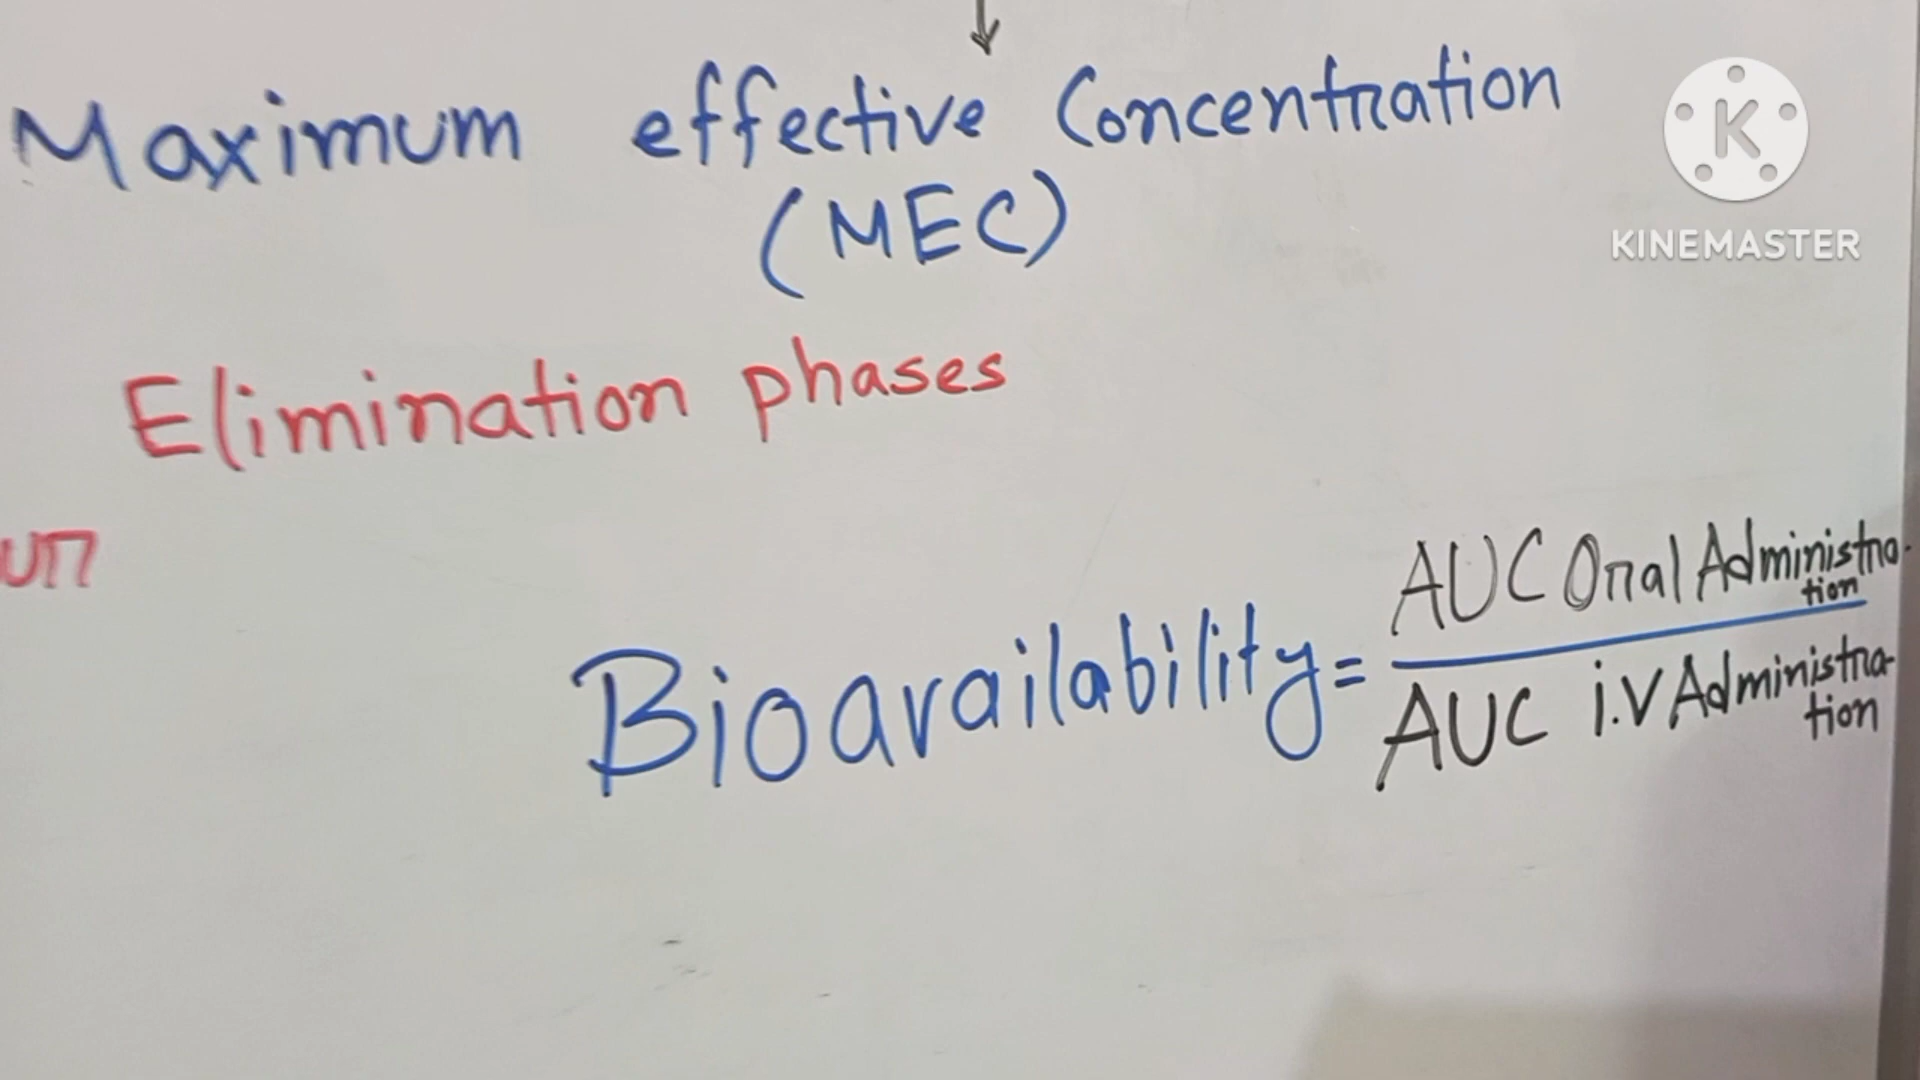 Maximum effective Concentration
(MEC)
KINEMASTER
Elimination phases
Bioavailability = AUC Oral Administration
AUC i.v Administration